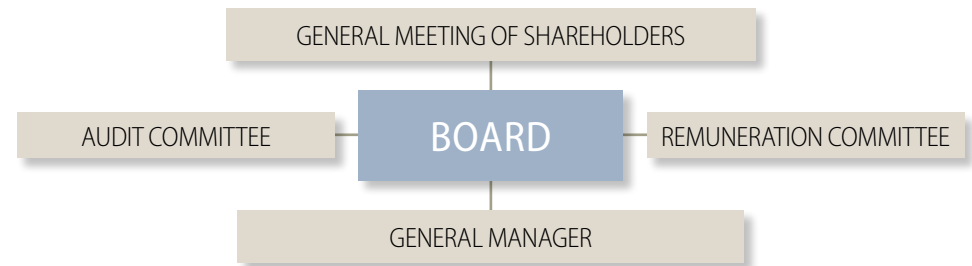 GENERAL MEETING OF SHAREHOLDERS
AUDIT COMMITTEE
BOARD
REMUNERATION COMMITTEE
GENERAL MANAGER